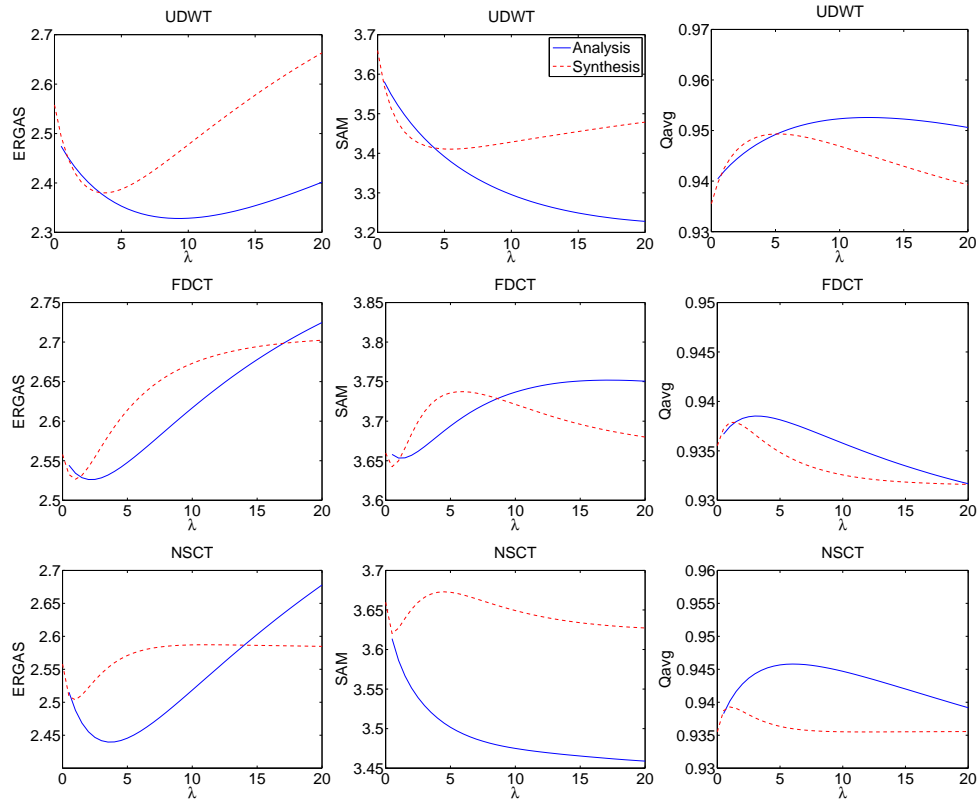 UDWT
2.7
2.6
2.5
2.4
2.3
0 5 10 15 20
ERGAS
λ
UDWT
3.7
3.6
3.5
3.4
3.3
3.2
0 5 10 15 20
SAM
λ
Analysis
Synthesis
UDWT
0.97
0.96
0.95
0.94
0.93
0 5 10 15 20
Qavg
λ
FDCT
2.75
2.7
2.65
2.6
2.55
2.5
0 5 10 15 20
ERGAS
λ
FDCT
3.85
3.8
3.75
3.7
3.65
3.6
0 5 10 15 20
SAM
λ
FDCT
0.95
0.945
0.94
0.93
0.93
0 5 10 15 20
Qavg
λ
NSCT
2.7
2.65
2.6
2.55
2.5
2.45
0 5 10 15 20
ERGAS
λ
NSCT
3.7
3.65
3.6
3.55
3.5
3.45
0 5 10 15 20
SAM
λ
NSCT
0.96
0.955
0.95
0.945
0.94
0.935
0.93
0 5 10 15 20
Qavg
λ